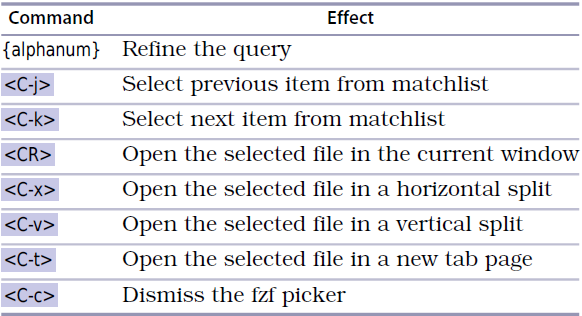 Command Effect
{alphanum} Refine the query
<C-j> Select previous item from matchlist
<C-k> Select next item from matchlist
<CR> Open the selected file in the current window
<C-x> Open the selected file in a horizontal split
<C-v> Open the selected file in a vertical split
<C-t> Open the selected file in a new tab page
<C-c> Dismiss the fzf picker